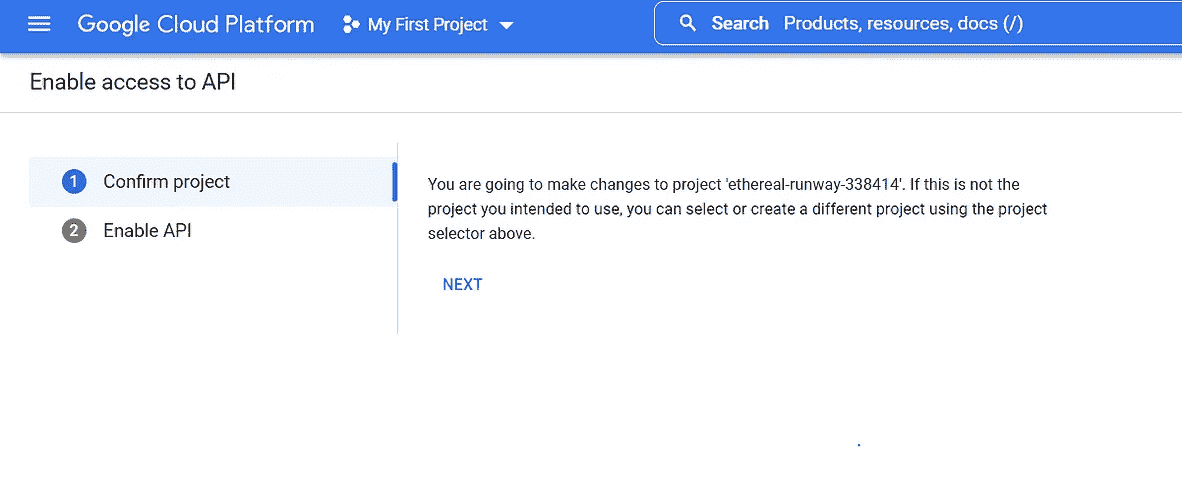 Google Cloud Platform My First Project Search Products, resources, docs (/)
Enable access to API
1 Confirm project
2 Enable API
You are going to make changes to project 'ethereal-runway-338414'. If this is not the
project you intended to use, you can select or create a different project using the project
selector above.
NEXT